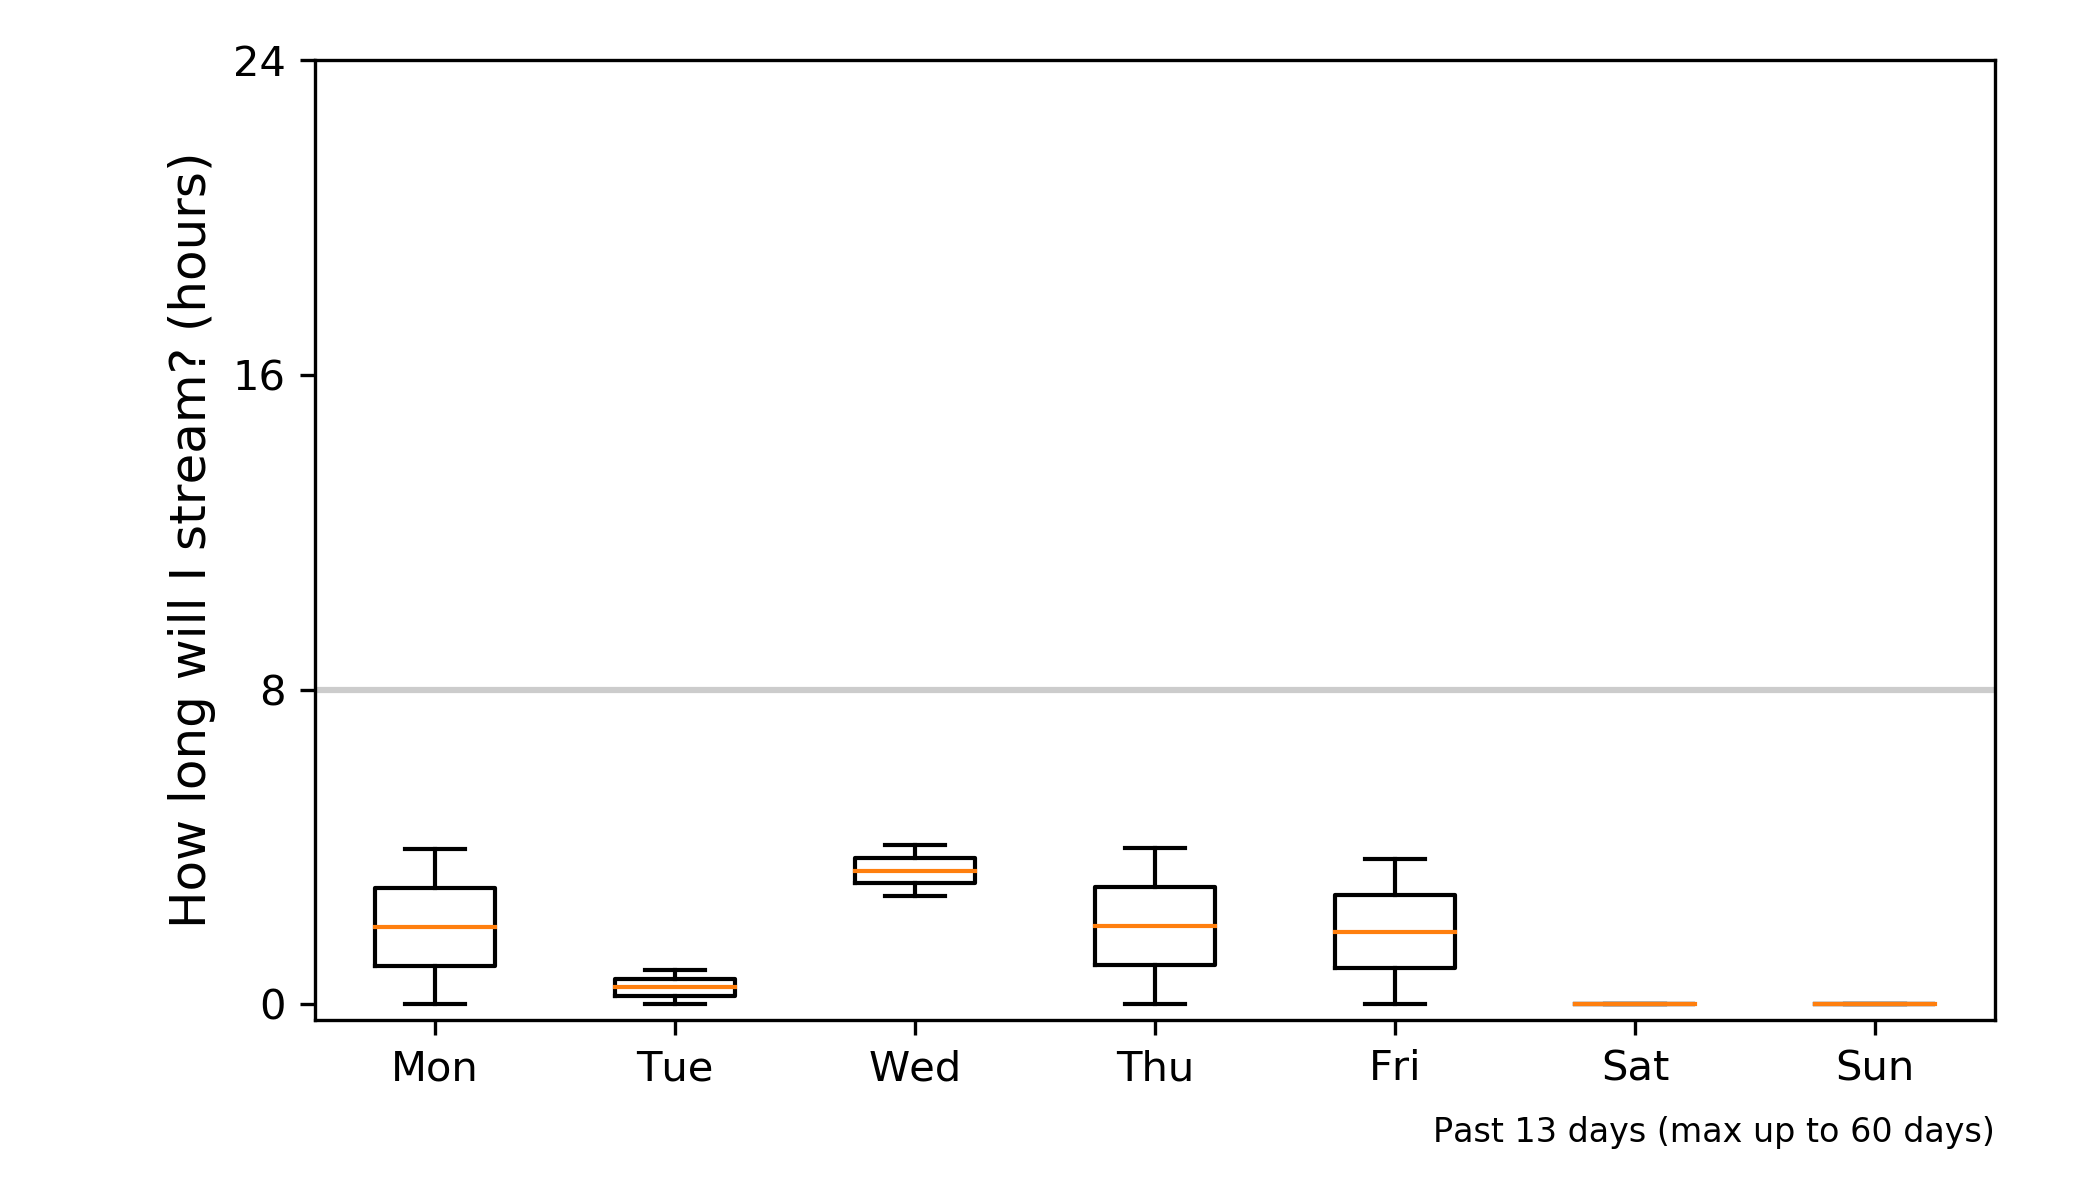 How long will I stream? (hours)
24
16
8
0
Mon Tue Wed Thu Fri Sat Sun
Past 13 days (max up to 60 days)